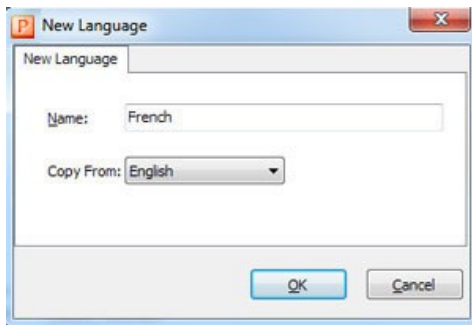 P New Language
New Language
Name: French
Copy From: English
OK Cancel